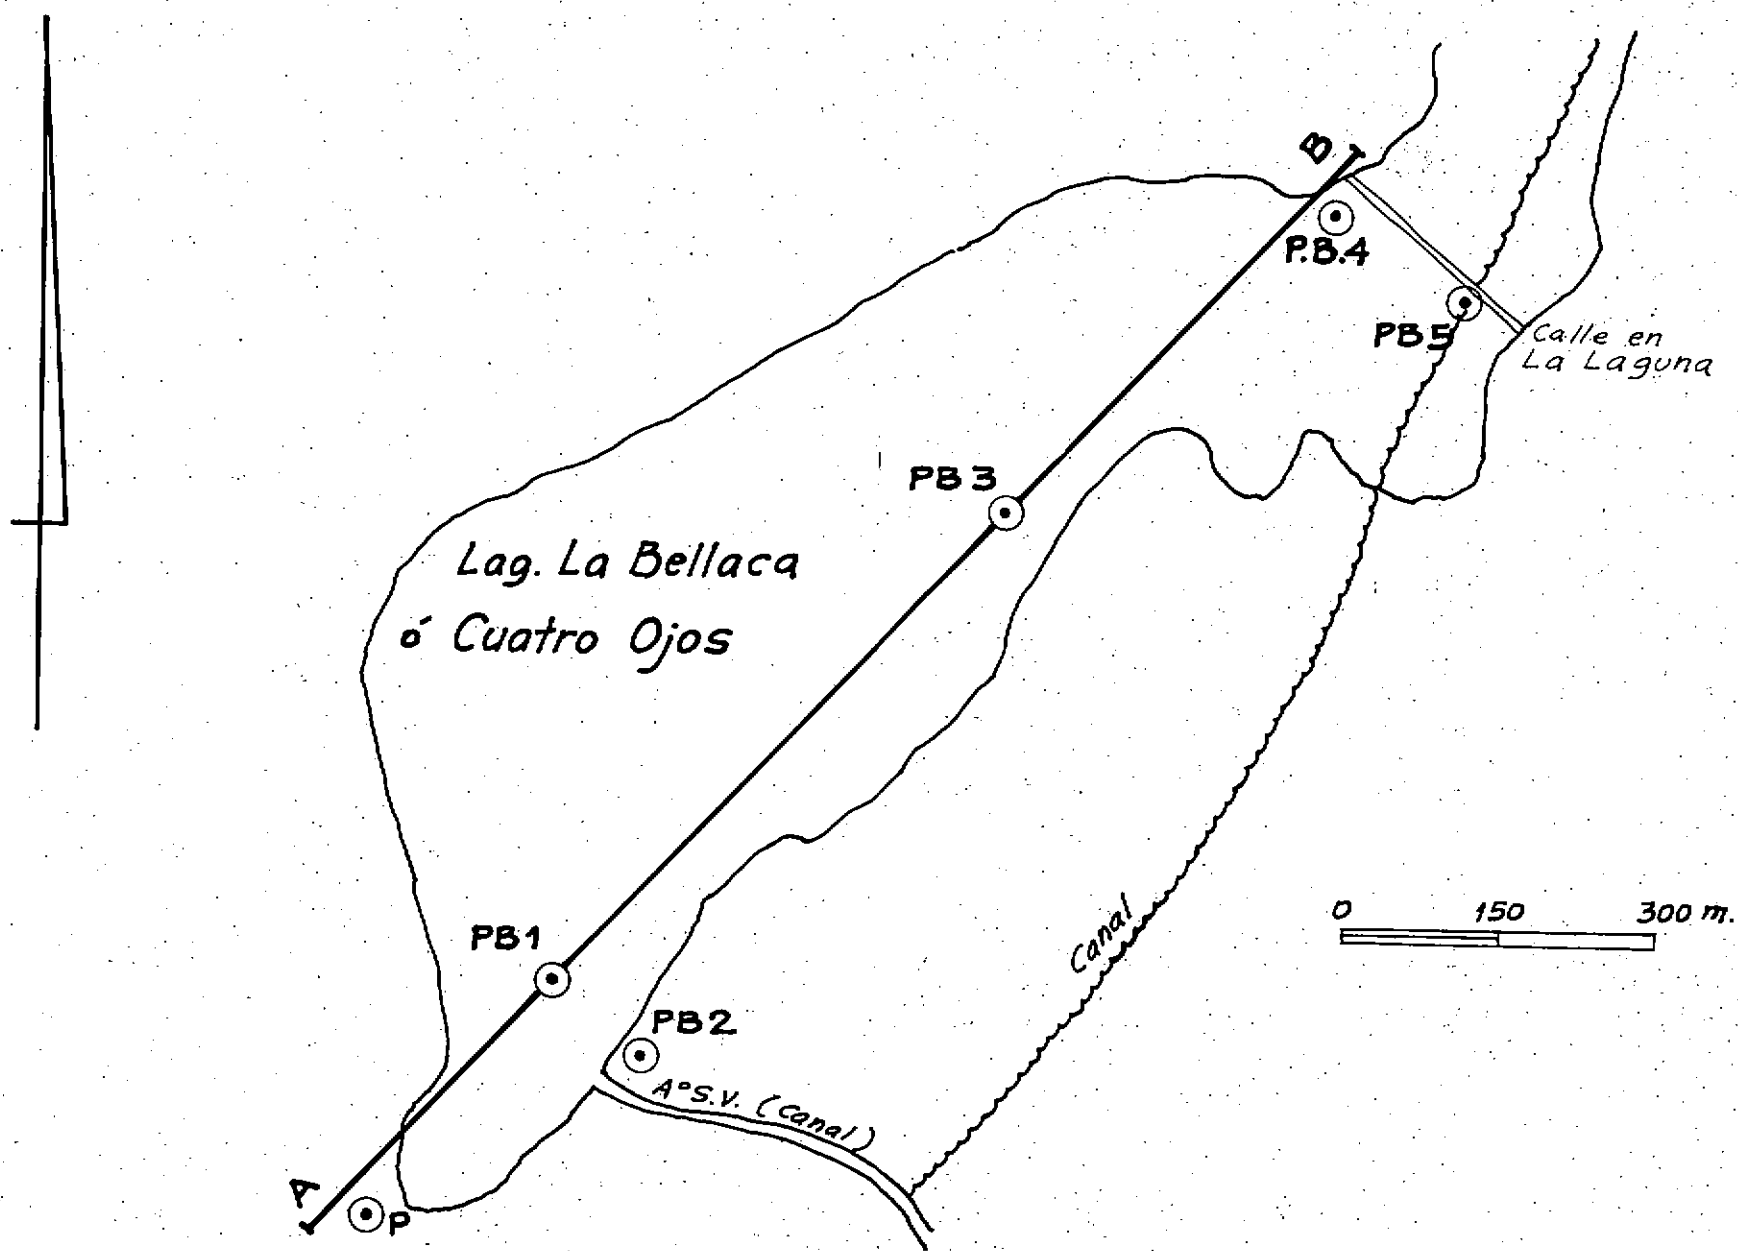 B
P.B.4
PB5
Calle en
La Laguna
PB3
Lag. La Bellaca
ó Cuatro Ojos
0 150 300 m.
Canal
PB1
PB2
A°S.V. (Canal)
A
P